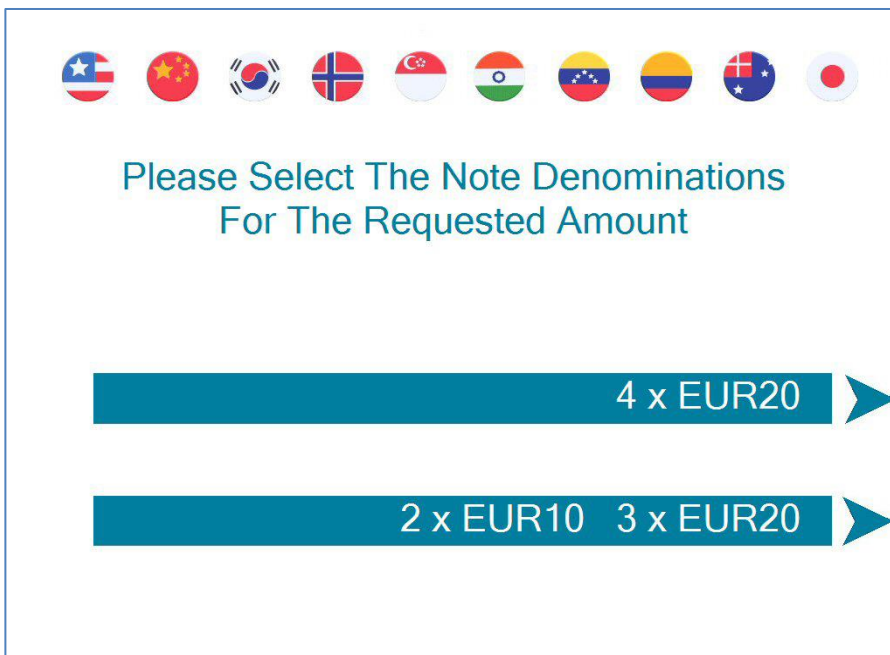 Please Select The Note Denominations
For The Requested Amount
4 x EUR20
2 x EUR10 3 x EUR20